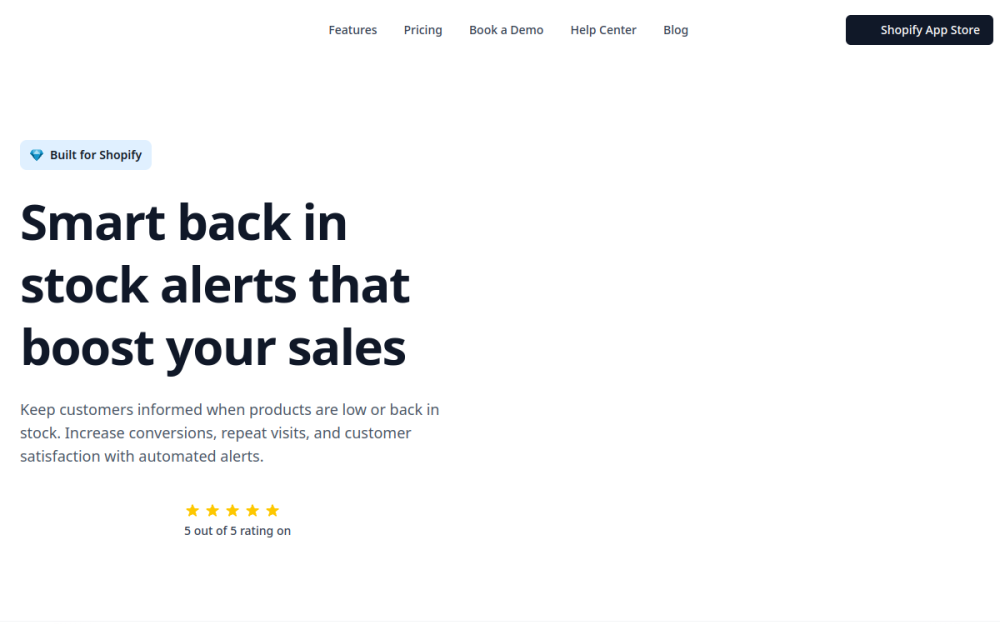 Features
Pricing
Book a Demo
Help Center
Blog
Shopify App Store
Built for Shopify
Smart back in
stock alerts that
boost your sales
Keep customers informed when products are low or back in
stock. Increase conversions, repeat visits, and customer
satisfaction with automated alerts.
5 out of 5 rating on